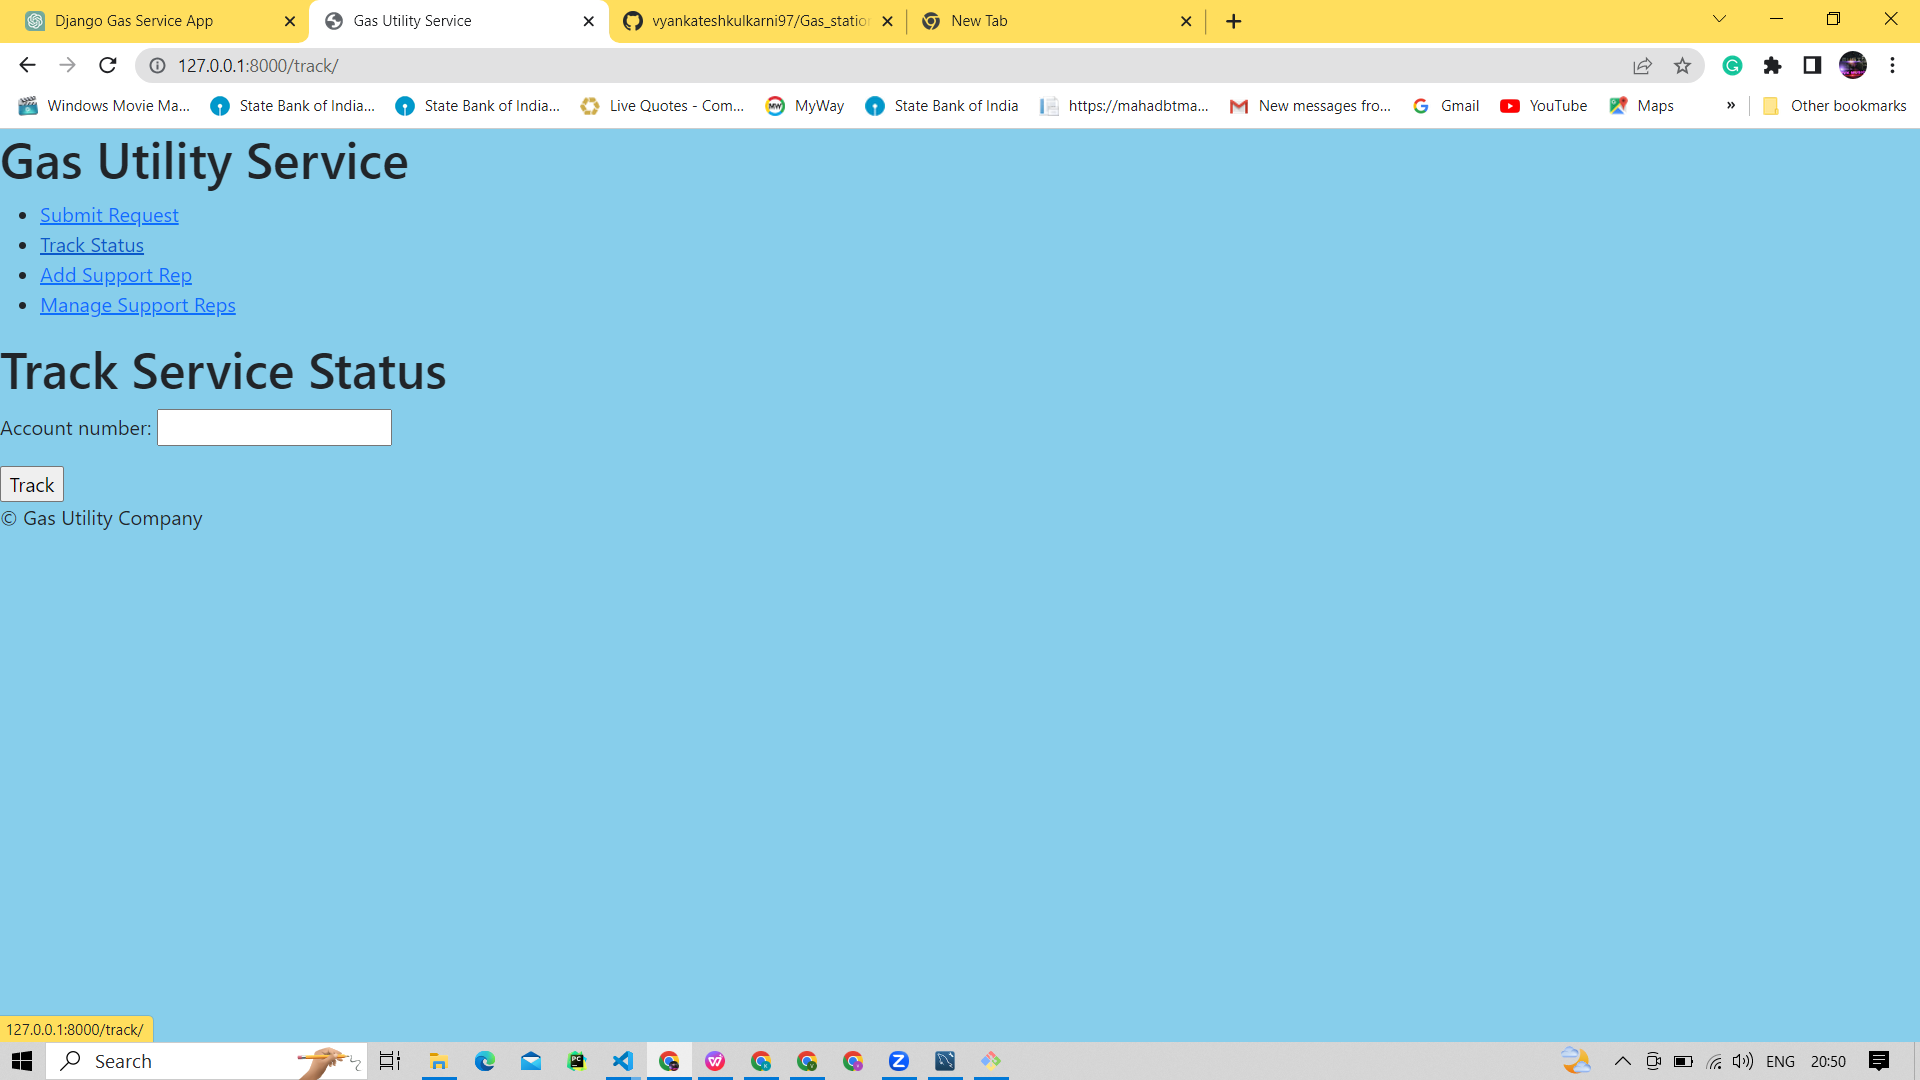 Django Gas Service App
Gas Utility Service
vyankateshkulkarni97/Gas_statio
New Tab
127.0.0.1:8000/track/
Windows Movie Ma...
State Bank of India...
State Bank of India...
Live Quotes - Com...
MyWay
State Bank of India
https://mahadbtma...
New messages fro...
Gmail
YouTube
Maps
»
Other bookmarks
Gas Utility Service
• Submit Request
• Track Status
• Add Support Rep
• Manage Support Reps
Track Service Status
Account number:
Track
© Gas Utility Company
127.0.0.1:8000/track/
Search
ENG
20:50